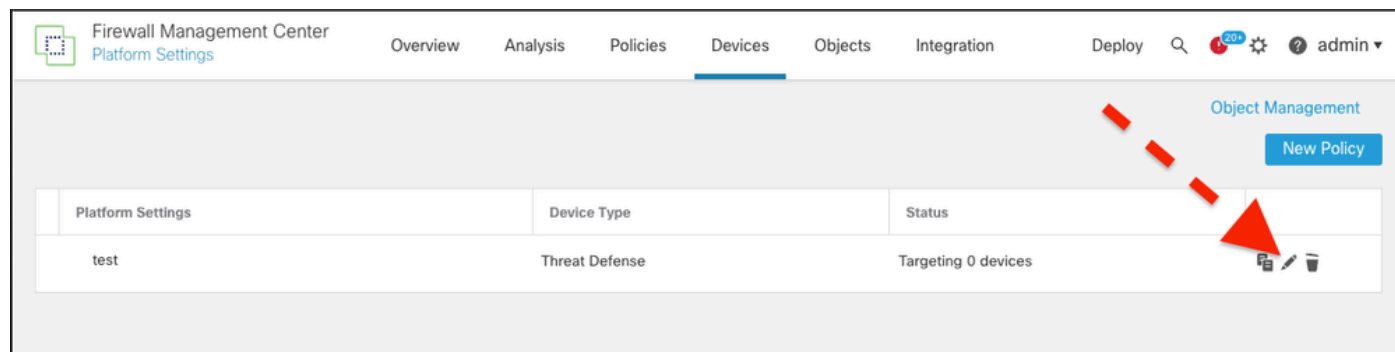 Firewall Management Center
Platform Settings
Overview Analysis Policies Devices Objects Integration Deploy 20+ admin
Object Management
New Policy
Platform Settings Device Type Status
test Threat Defense Targeting 0 devices